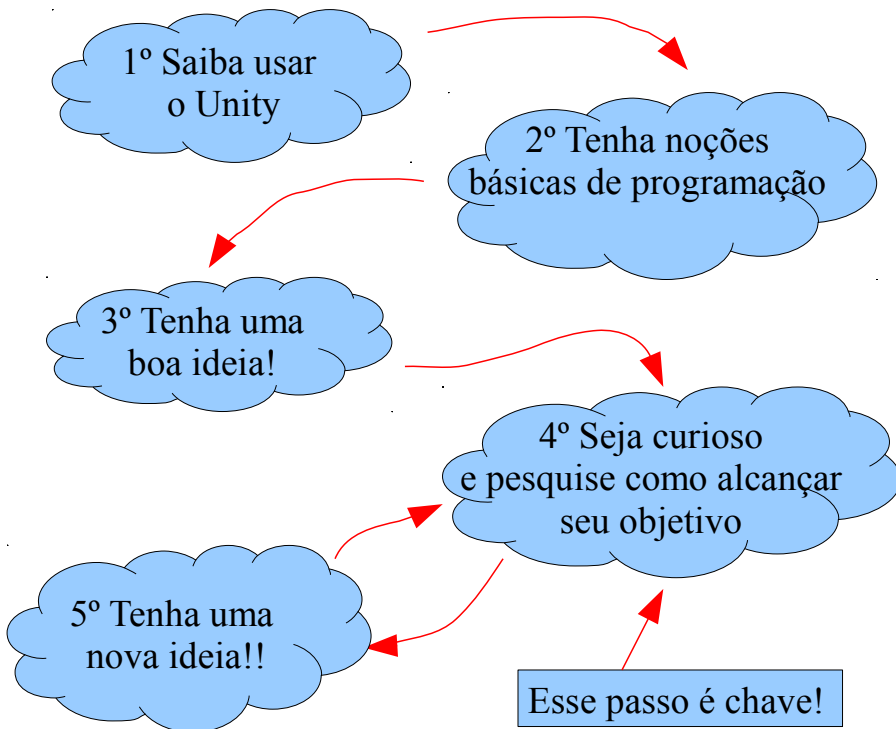 1º Saiba usar
o Unity
2º Tenha noções
básicas de programação
3º Tenha uma
boa ideia!
4º Seja curioso
e pesquise como alcançar
seu objetivo
5º Tenha uma
nova ideia!!
Esse passo é chave!